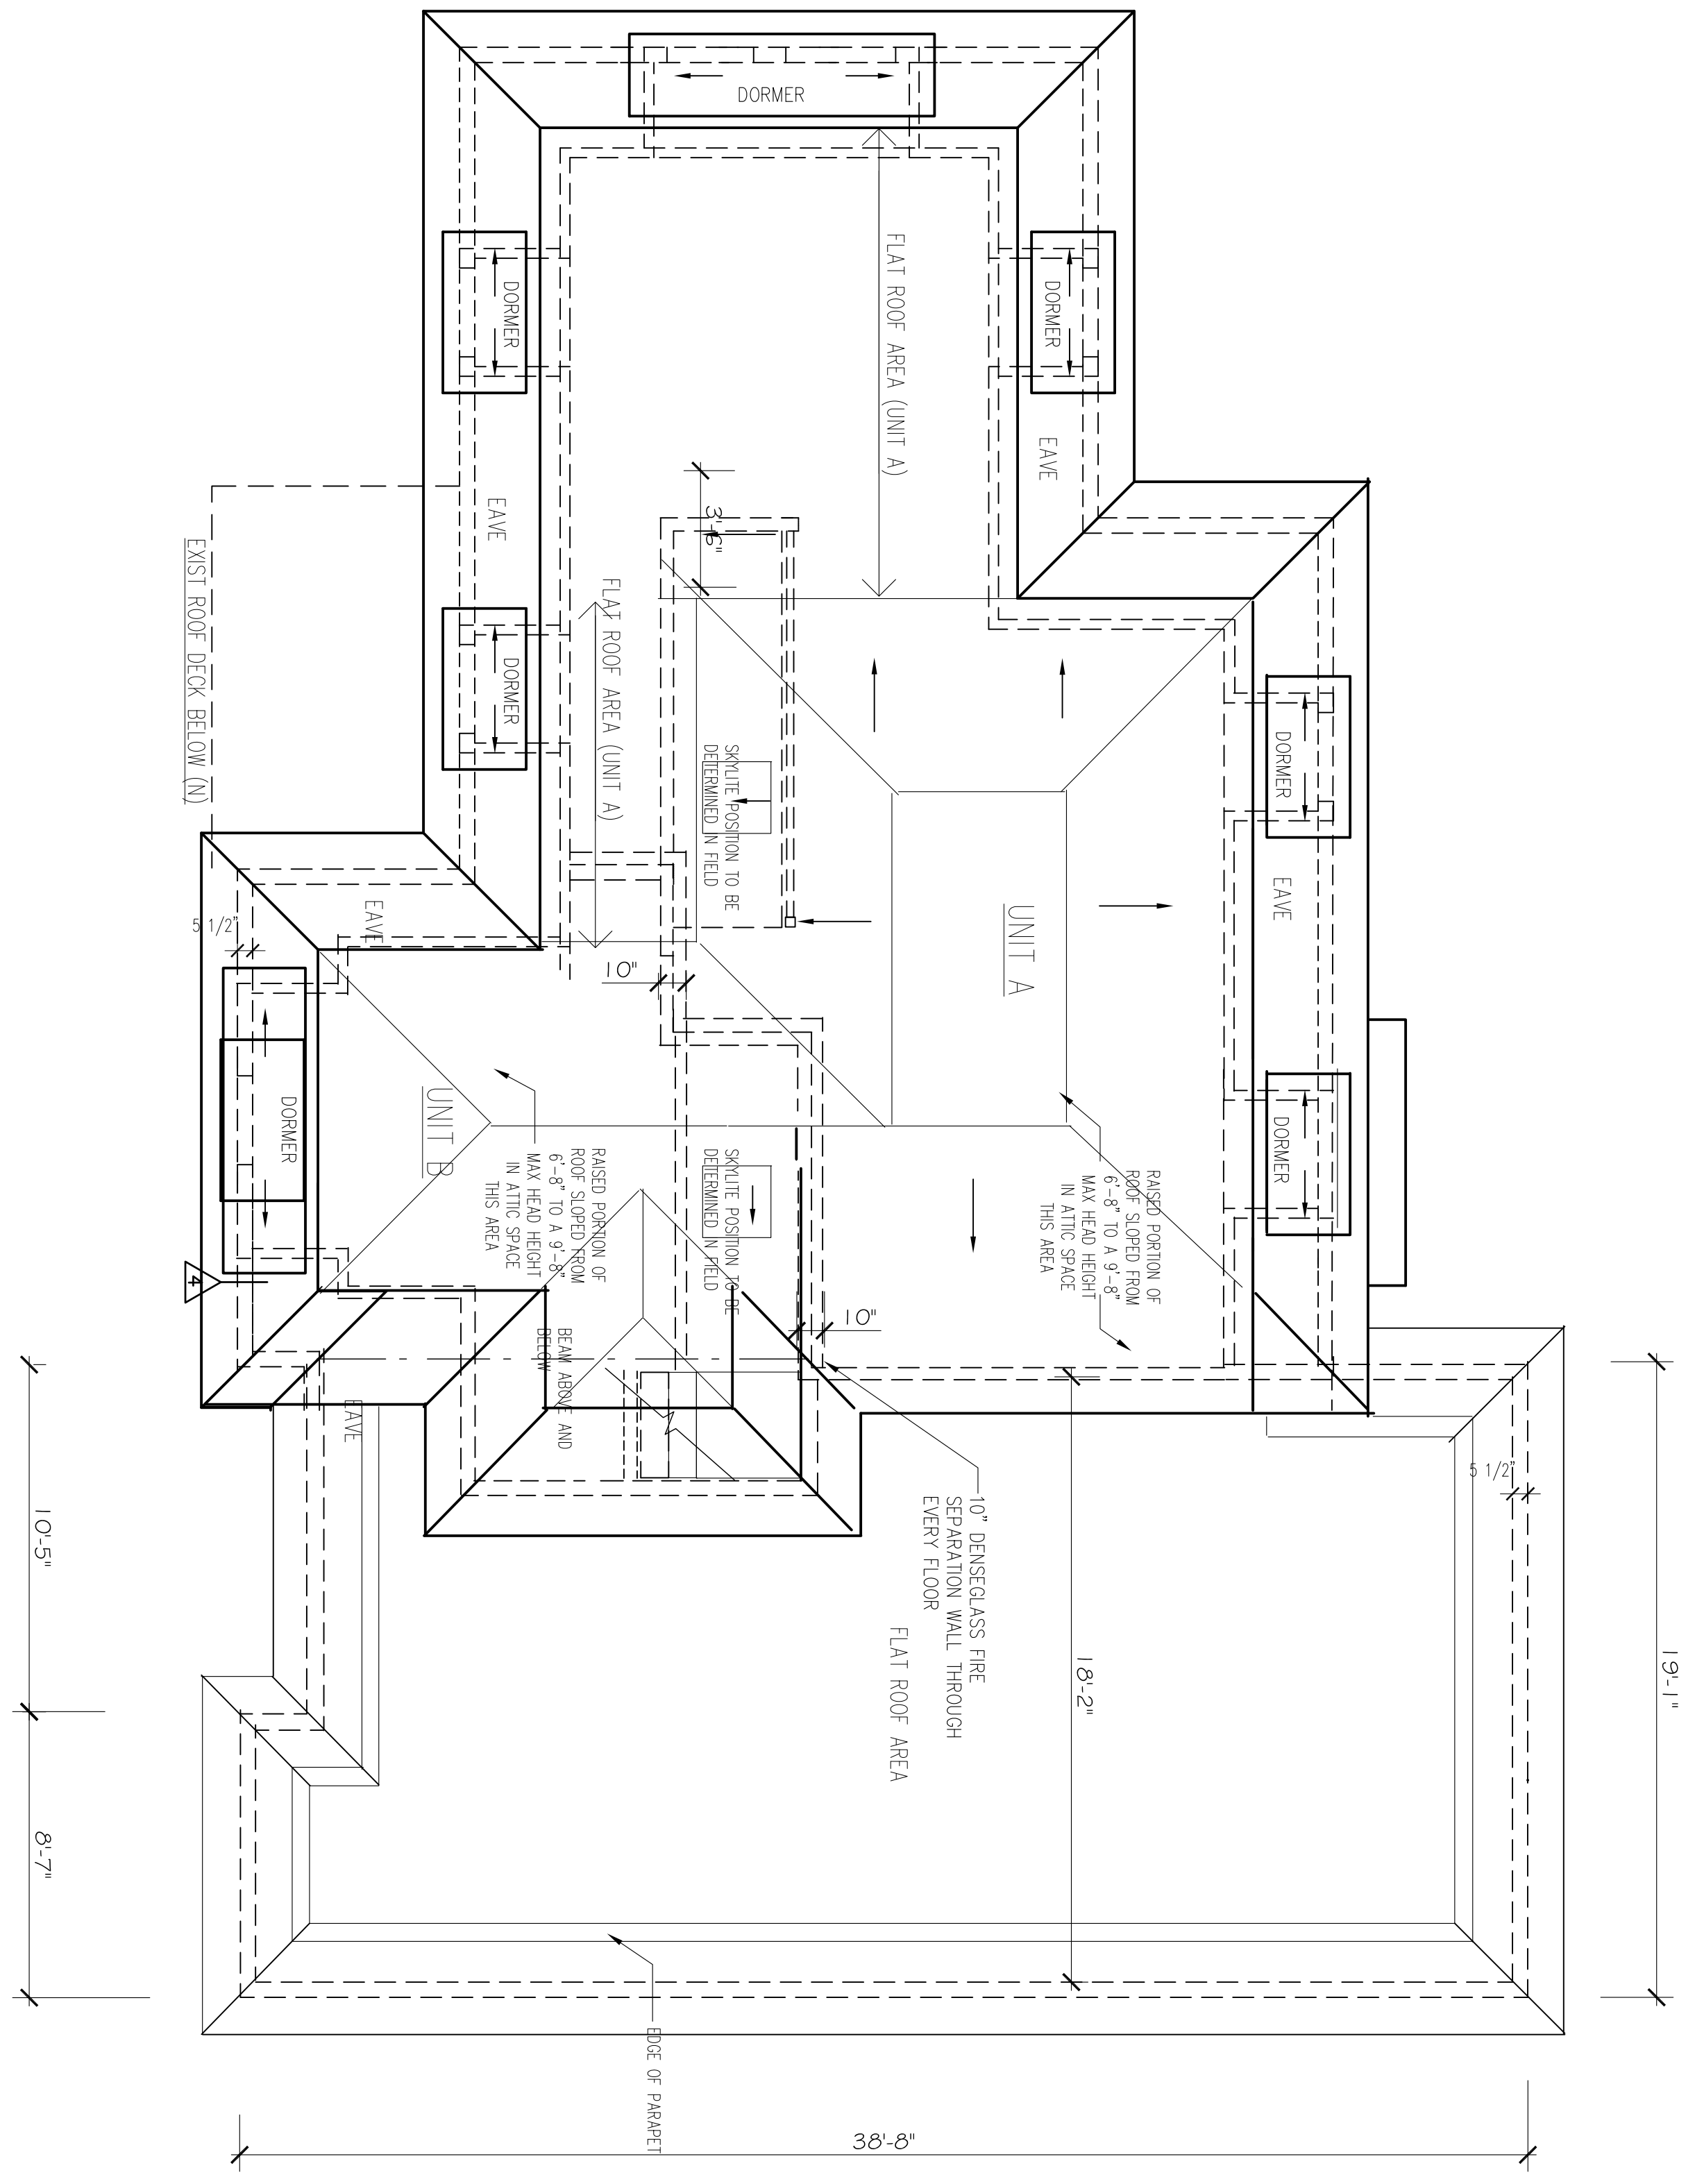 DORMER
DORMER
DORMER
FLAT ROOF AREA (UNIT A)
EAVE
EAVE
3'-6"
EXIST ROOF DECK BELOW (N)
FLAT ROOF AREA (UNIT A)
DORMER
DORMER
SKYLITE POSITION TO BE
DETERMINED IN FIELD
EAVE
EAVE
UNIT A
5 1/2"
10"
DORMER
UNIT B
DORMER
RAISED PORTION OF
ROOF SLOPED FROM
6'-8" TO A 9'-8"
MAX HEAD HEIGHT
IN ATTIC SPACE
THIS AREA
SKYLITE POSITION TO BE
DETERMINED IN FIELD
RAISED PORTION OF
ROOF SLOPED FROM
6'-8" TO A 9'-8"
MAX HEAD HEIGHT
IN ATTIC SPACE
THIS AREA
4
10"
BEAM ABOVE AND
BELOW
EAVE
5 1/2"
10" DENSEGLASS FIRE
SEPARATION WALL THROUGH
EVERY FLOOR
10'-5"
FLAT ROOF AREA
18'-2"
19'-1"
8'-7"
EDGE OF PARAPET
38'-8"